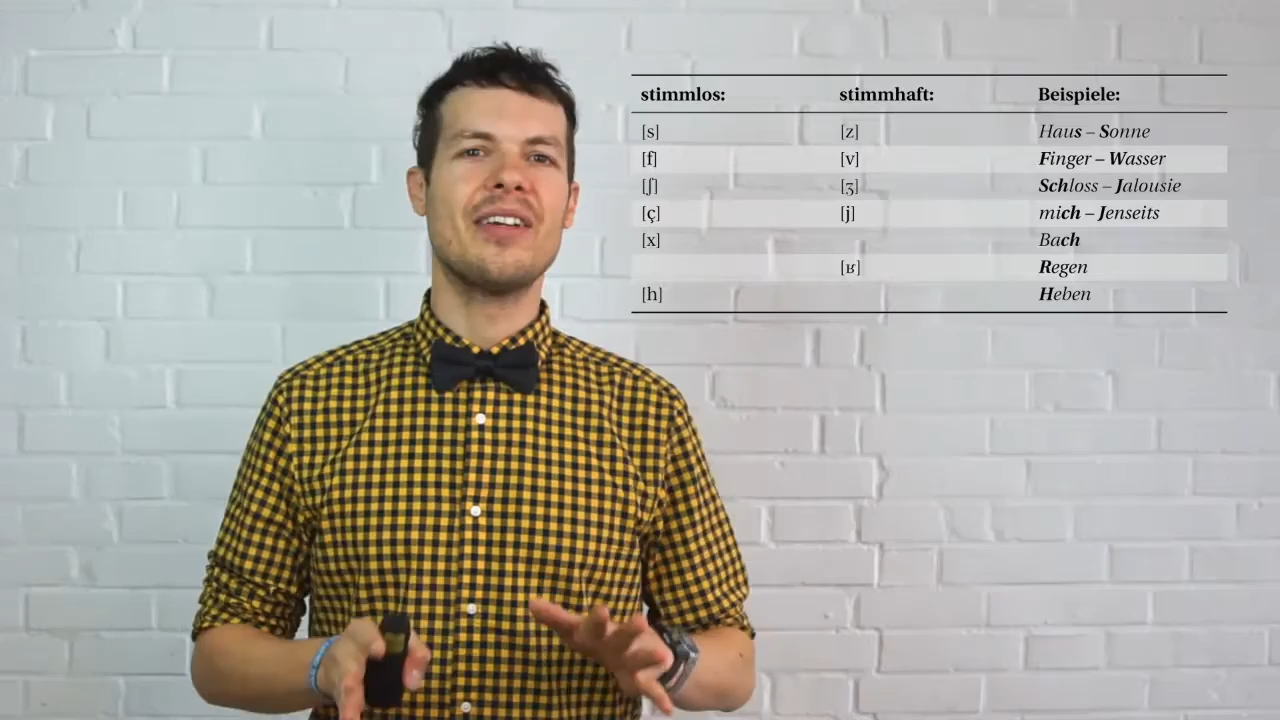 stimmlos: stimmhaft: Beispiele:
[s] [z] Haus – Sonne
[f] [v] Finger – Wasser
[ʃ] [ʒ] Schloss – Jalousie
[ç] [j] mich – Jenseits
[x] Bach
[ʁ] Regen
[h] Heben